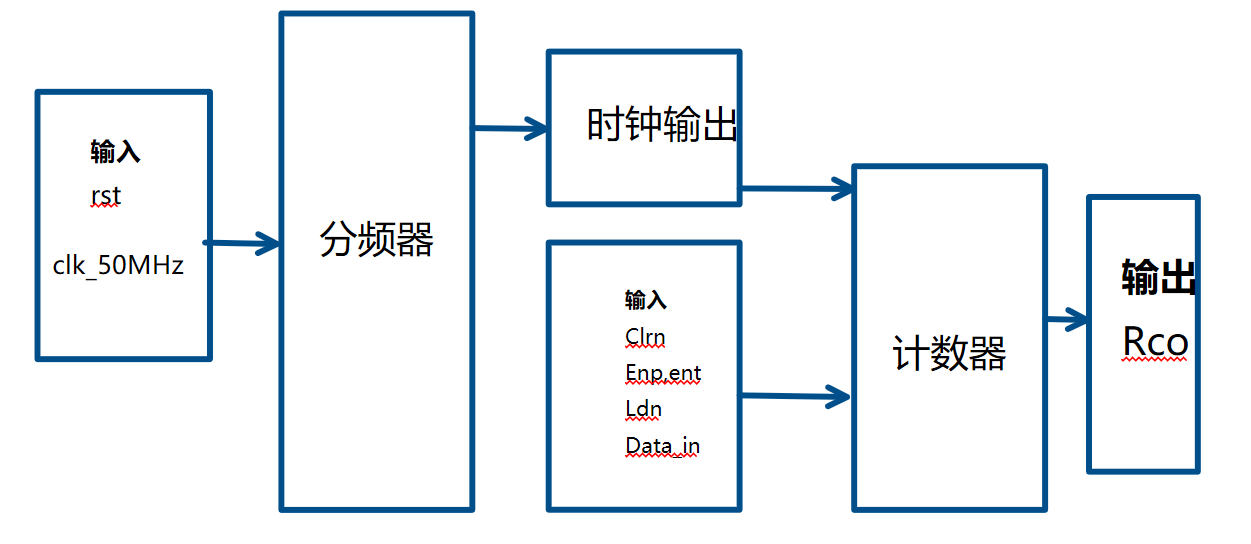 输入
rst
clk_50MHz
分频器
时钟输出
输入
Clrn
Enp,ent
Ldn
Data_in
计数器
输出
Rco